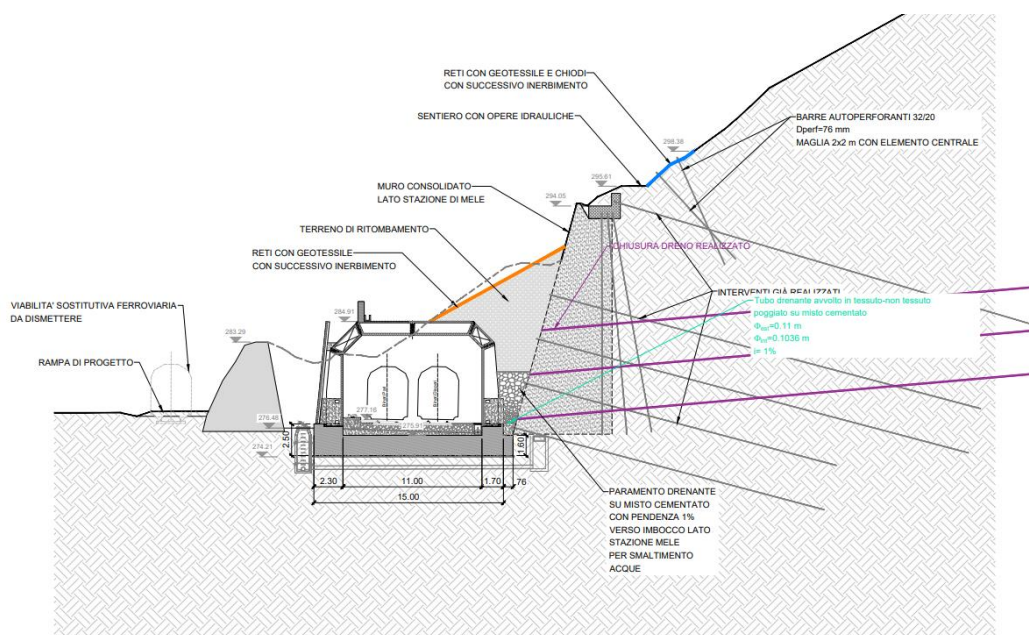 RETI CON GEOTESSILE E CHIODI
CON SUCCESSIVO INERBIMENTO
BARRE AUTOPERFORANTI 32/20
Dperf=76 mm
MAGLIA 2x2 m CON ELEMENTO CENTRALE
SENTIERO CON OPERE IDRAULICHE
298.38
295.61
MURO CONSOLIDATO
LATO STAZIONE DI MELE
294.05
TERRENO DI RITOMBAMENTO
CHIUSURA DRENO REALIZZATO
RETI CON GEOTESSILE
CON SUCCESSIVO INERBIMENTO
INTERVENTI GIÀ REALIZZATI
Tubo drenante avvolto in tessuto-non tessuto
poggiato su misto cementato
Φest=0.11 m
Φint=0.1036 m
i= 1%
VIABILITA' SOSTITUTIVA FERROVIARIA
DA DISMETTERE
284.91
283.29
RAMPA DI PROGETTO
277.16
276.46
275.91
274.21
2.50
1.60
2.30
11.00
1.70
76
15.00
PARAMENTO DRENANTE
SU MISTO CEMENTATO
CON PENDENZA 1%
VERSO IMBOCCO LATO
STAZIONE MELE
PER SMALTIMENTO
ACQUE